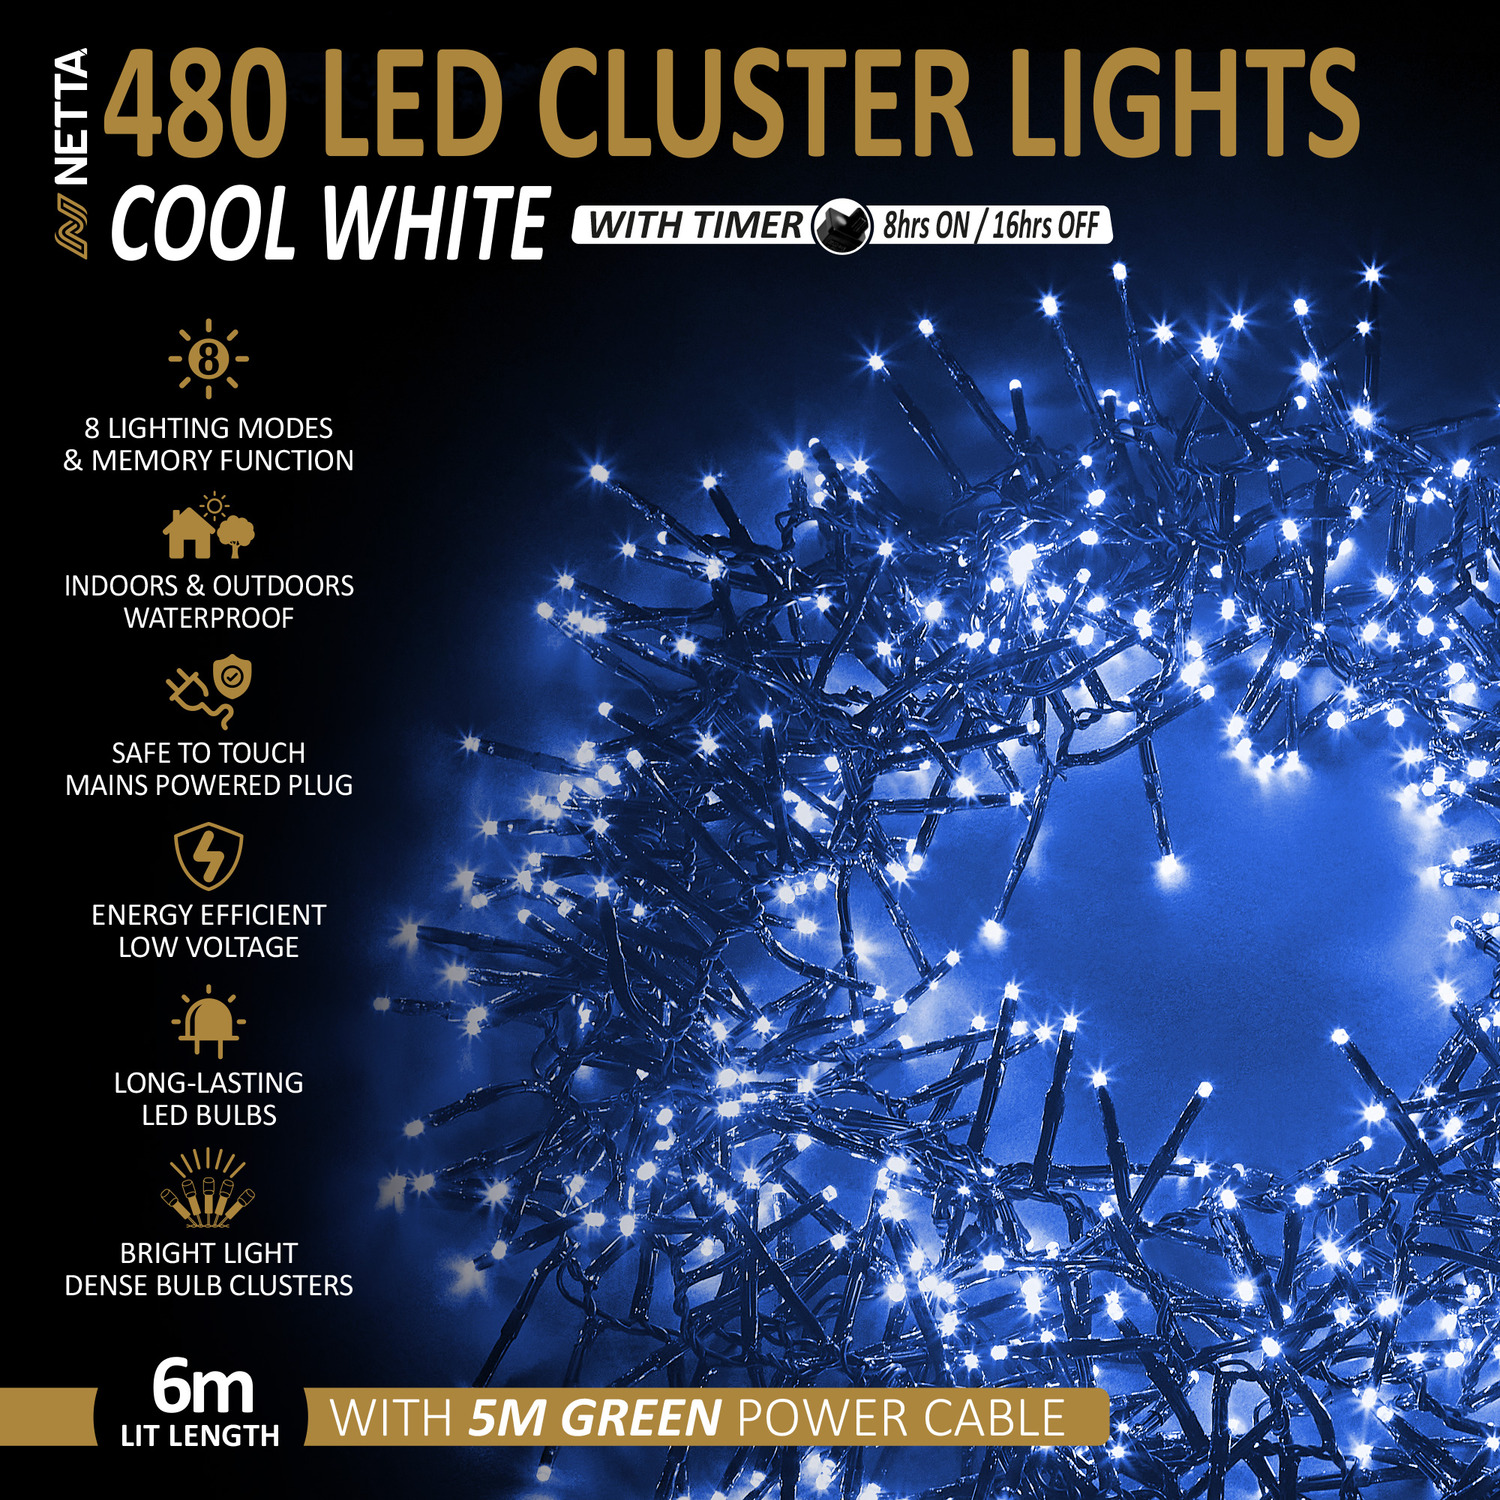 NETTA
480 LED CLUSTER LIGHTS
COOL WHITE
WITH TIMER 8hrs ON / 16hrs OFF
8
8 LIGHTING MODES
& MEMORY FUNCTION
INDOORS & OUTDOORS
WATERPROOF
SAFE TO TOUCH
MAINS POWERED PLUG
ENERGY EFFICIENT
LOW VOLTAGE
LONG-LASTING
LED BULBS
BRIGHT LIGHT
DENSE BULB CLUSTERS
6m
LIT LENGTH
WITH 5M GREEN POWER CABLE